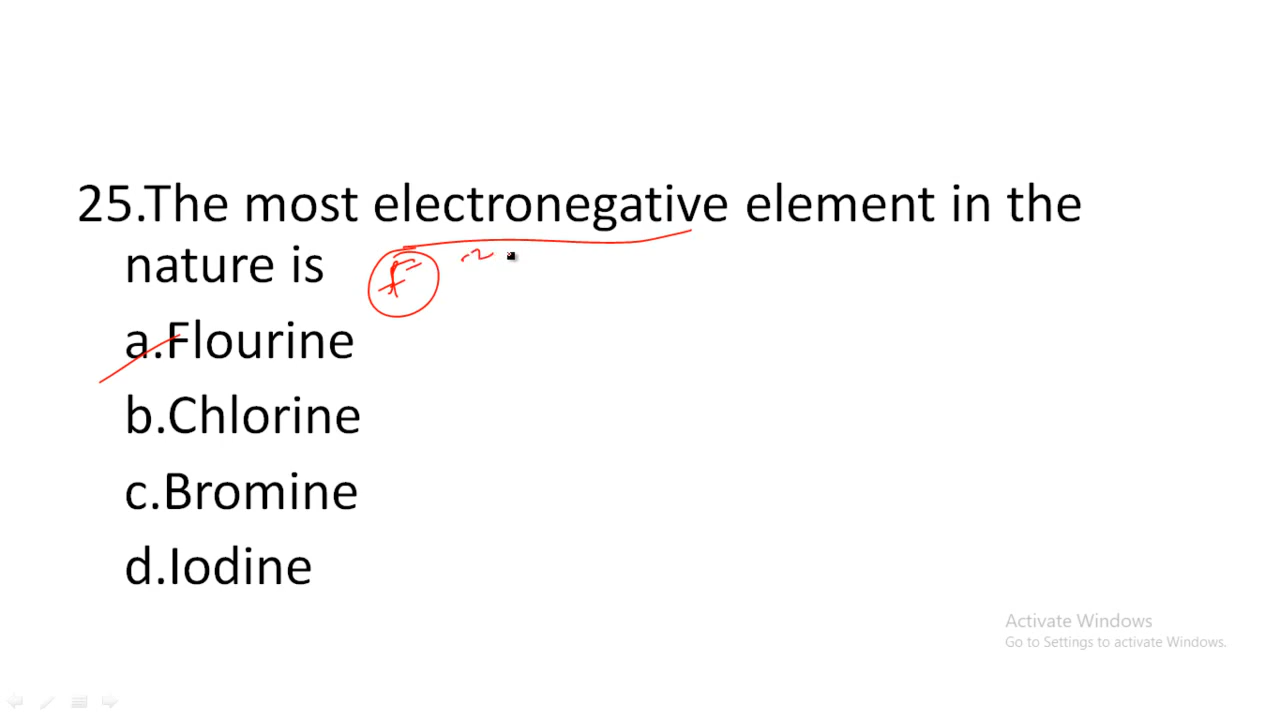 25.The most electronegative element in the
nature is
F
a.Flourine
b.Chlorine
c.Bromine
d.Iodine
Activate Windows
Go to Settings to activate Windows.